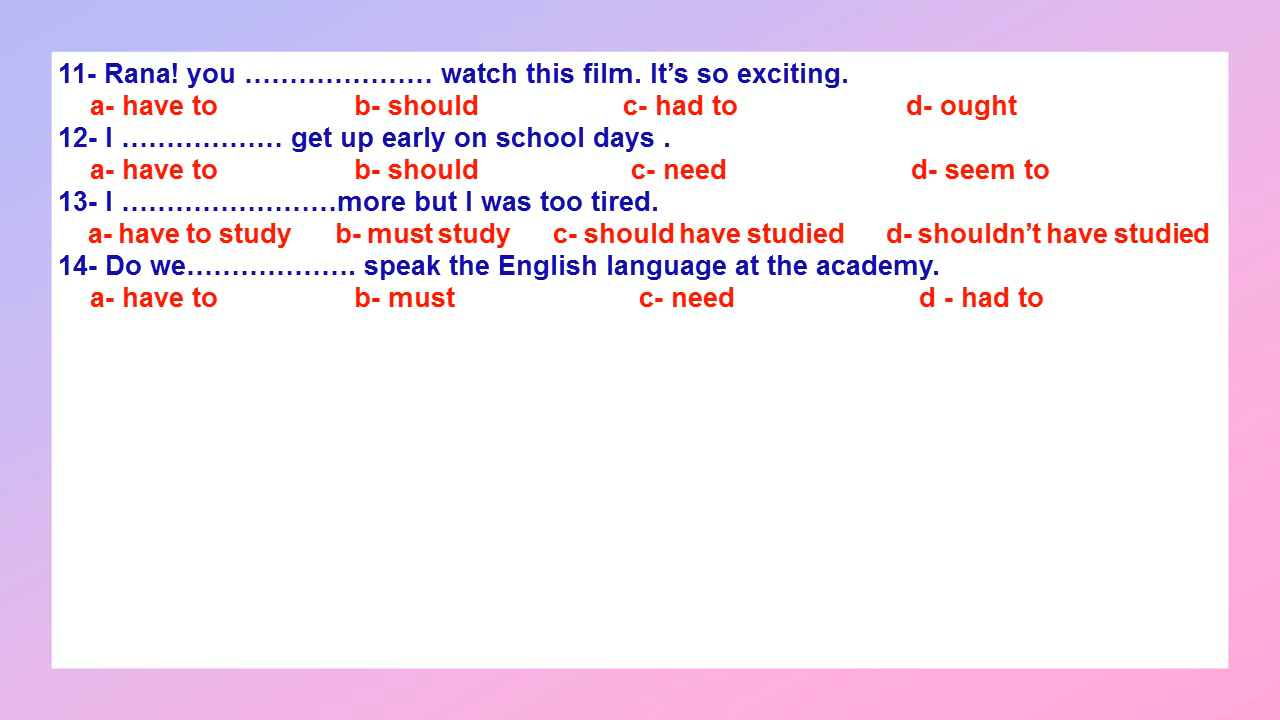 11- Rana! you ………………… watch this film. It’s so exciting.
a- have to b- should c- had to d- ought
12- I ……………… get up early on school days .
a- have to b- should c- need d- seem to
13- I ……………………more but I was too tired.
a- have to study b- must study c- should have studied d- shouldn’t have studied
14- Do we………………. speak the English language at the academy.
a- have to b- must c- need d - had to